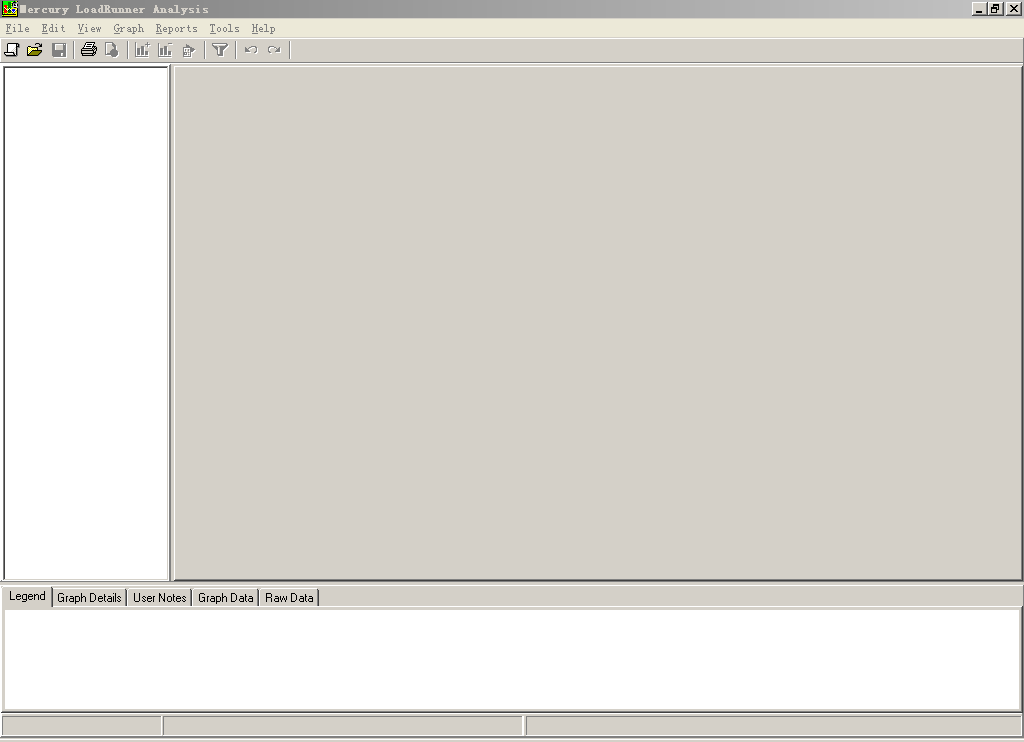 Mercury LoadRunner Analysis
File Edit View Graph Reports Tools Help
Legend Graph Details User Notes Graph Data Raw Data